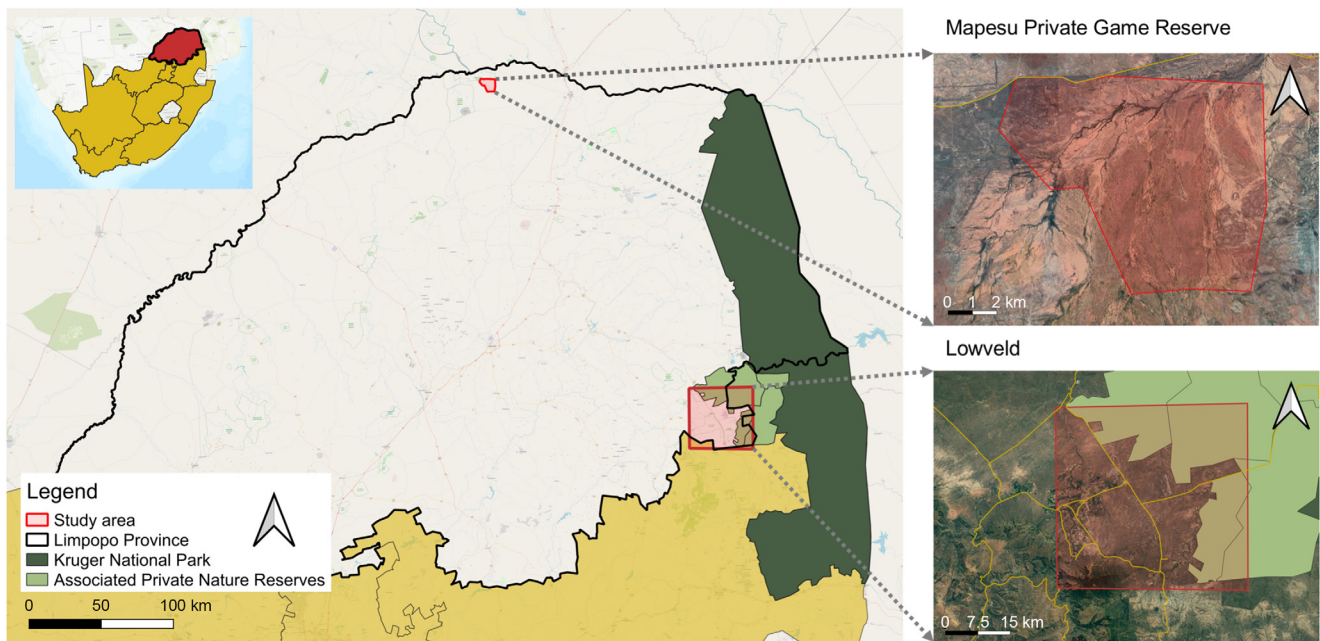 Mapesu Private Game Reserve
0 1 2 km
Lowveld
0 7.5 15 km
Legend
Study area
Limpopo Province
Kruger National Park
Associated Private Nature Reserves
0 50 100 km